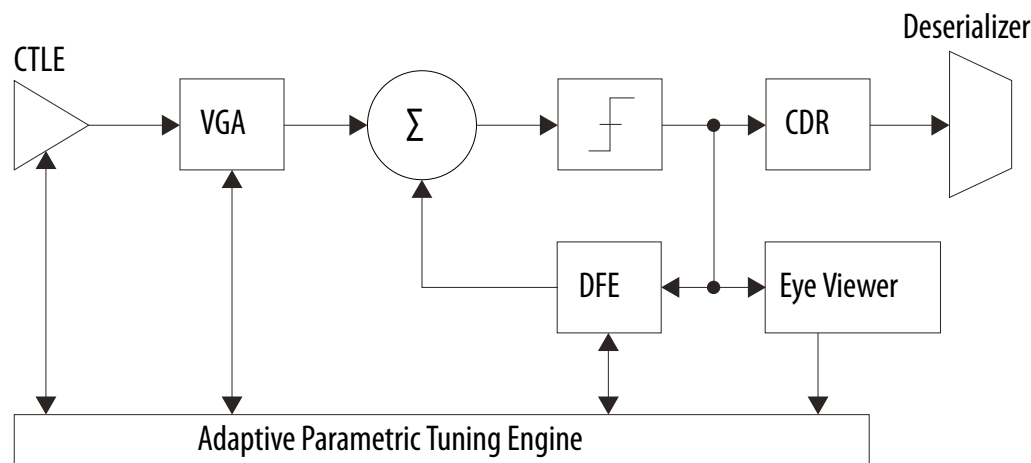 Deserializer
CTLE
VGA
Σ
CDR
DFE
Eye Viewer
Adaptive Parametric Tuning Engine